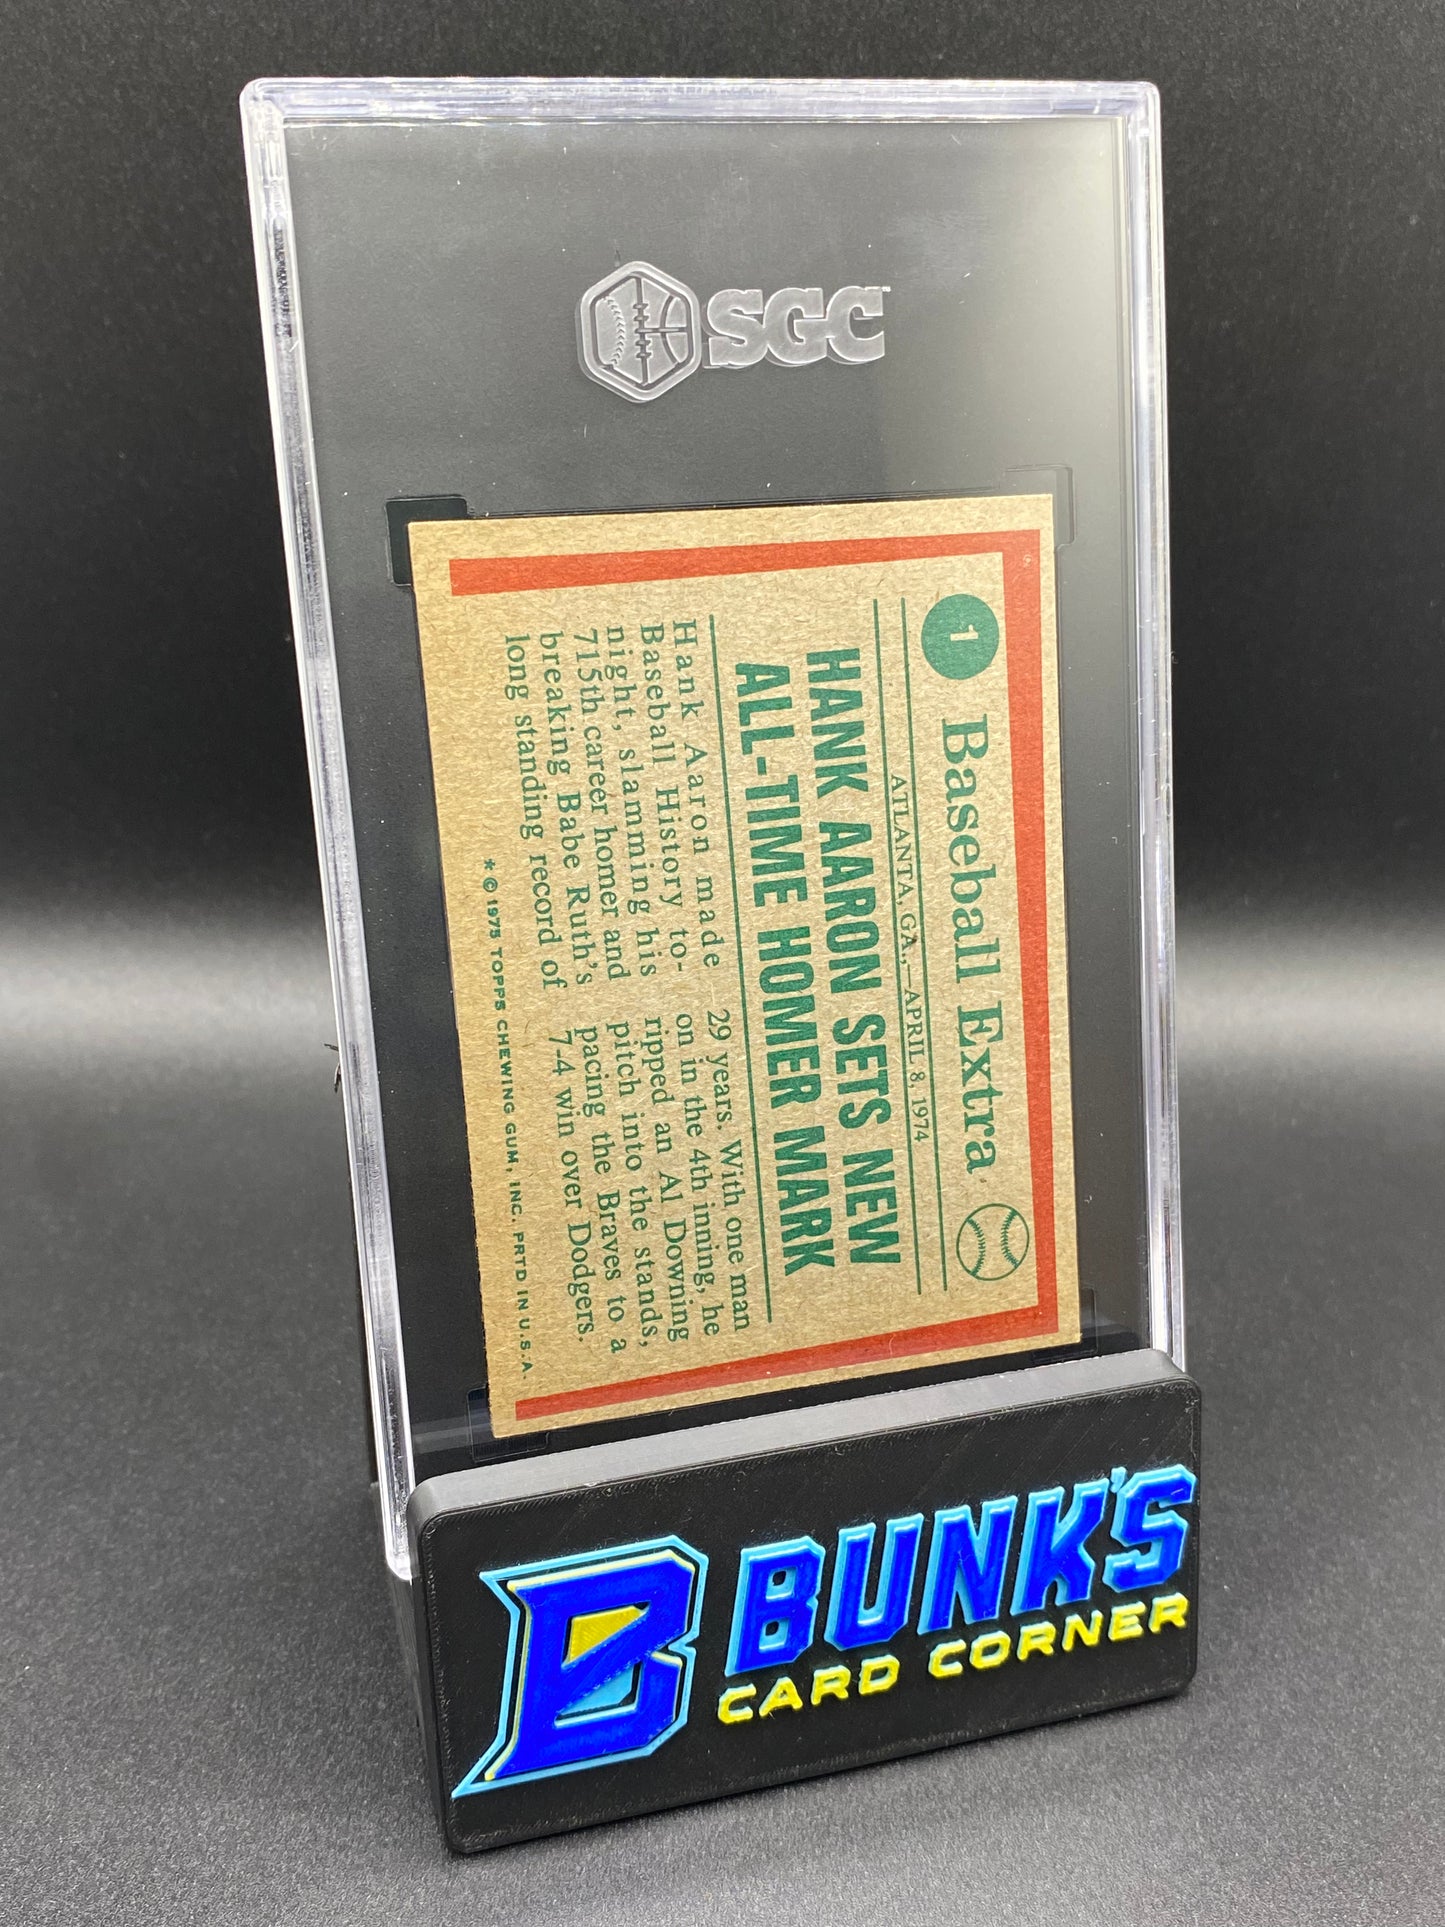 SGC™
1
Baseball Extra
ATLANTA, GA.,—APRIL 8, 1974
HANK AARON SETS NEW
ALL-TIME HOMER MARK
Hank Aaron made
Baseball History to-
night, slamming his
715th career homer and
breaking Babe Ruth's
long standing record of
29 years. With one man
on in the 4th inning, he
ripped an Al Downing
pitch into the stands,
pacing the Braves to a
7-4 win over Dodgers.
* © 1975 TOPPS CHEWING GUM, INC. PRTD IN U.S.A.
B
BUNK'S
CARD CORNER